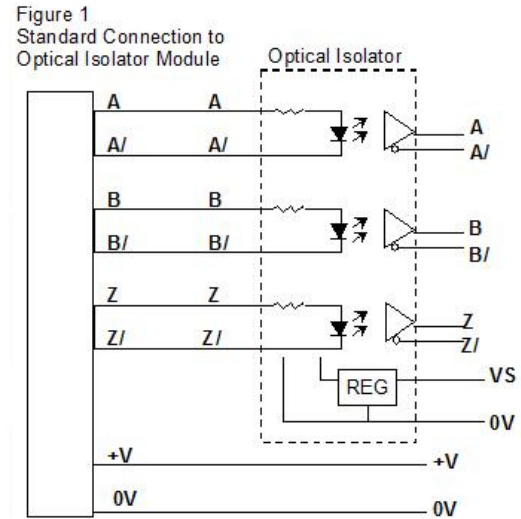 Figure 1
Standard Connection to
Optical Isolator Module
Optical Isolator
A A A
A/ A/ A/
B B B
B/ B/ B/
Z Z Z
Z/ Z/ Z/
REG VS
0V
+V +V
0V 0V